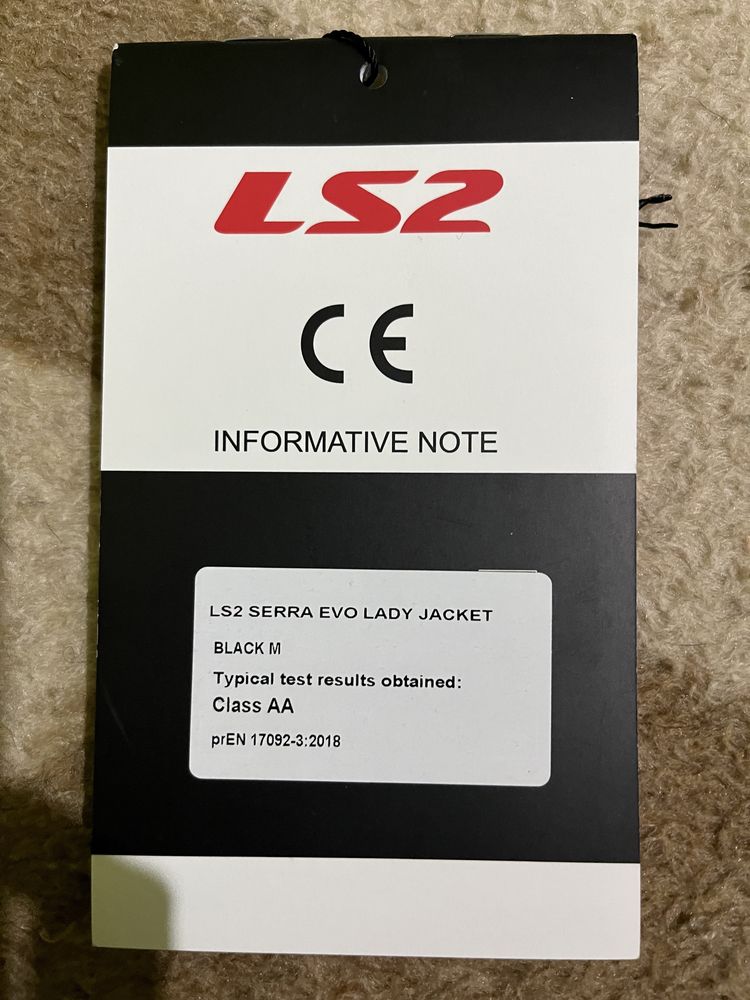 LS2
CE
INFORMATIVE NOTE
LS2 SERRA EVO LADY JACKET
BLACK M
Typical test results obtained:
Class AA
prEN 17092-3:2018